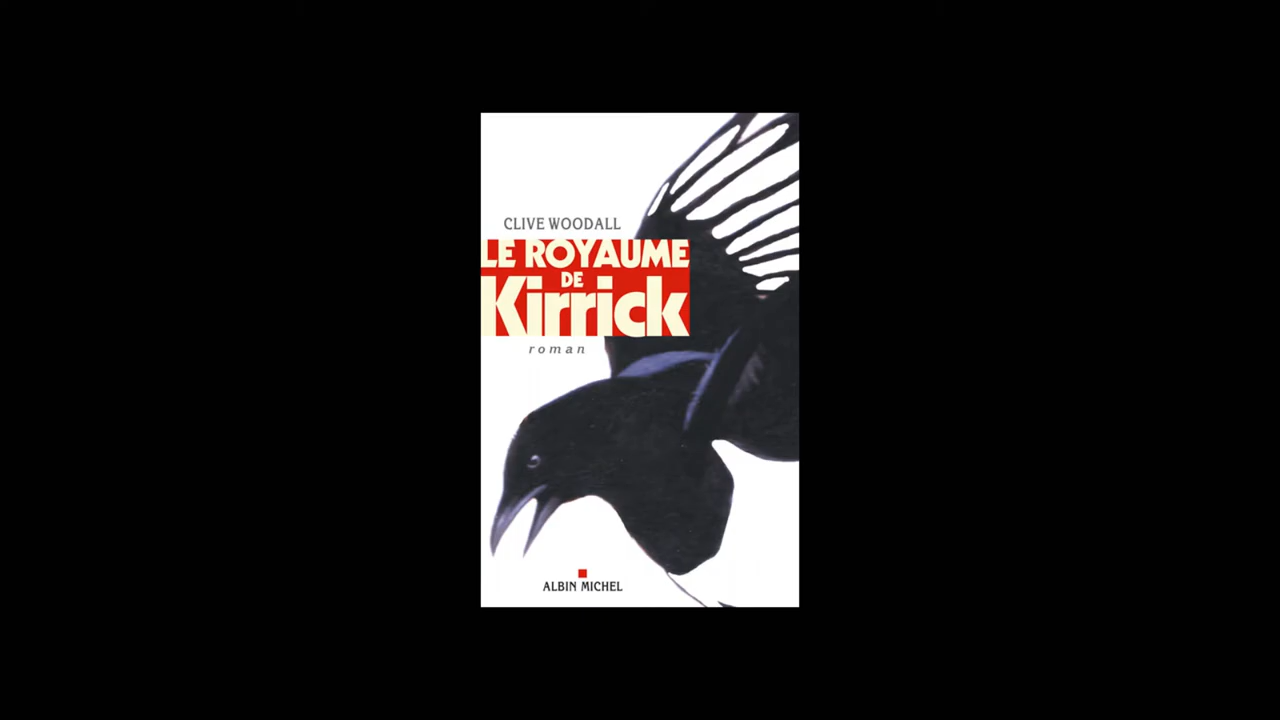 CLIVE WOODALL
LE ROYAUME
DE
Kirrick
roman
ALBIN MICHEL